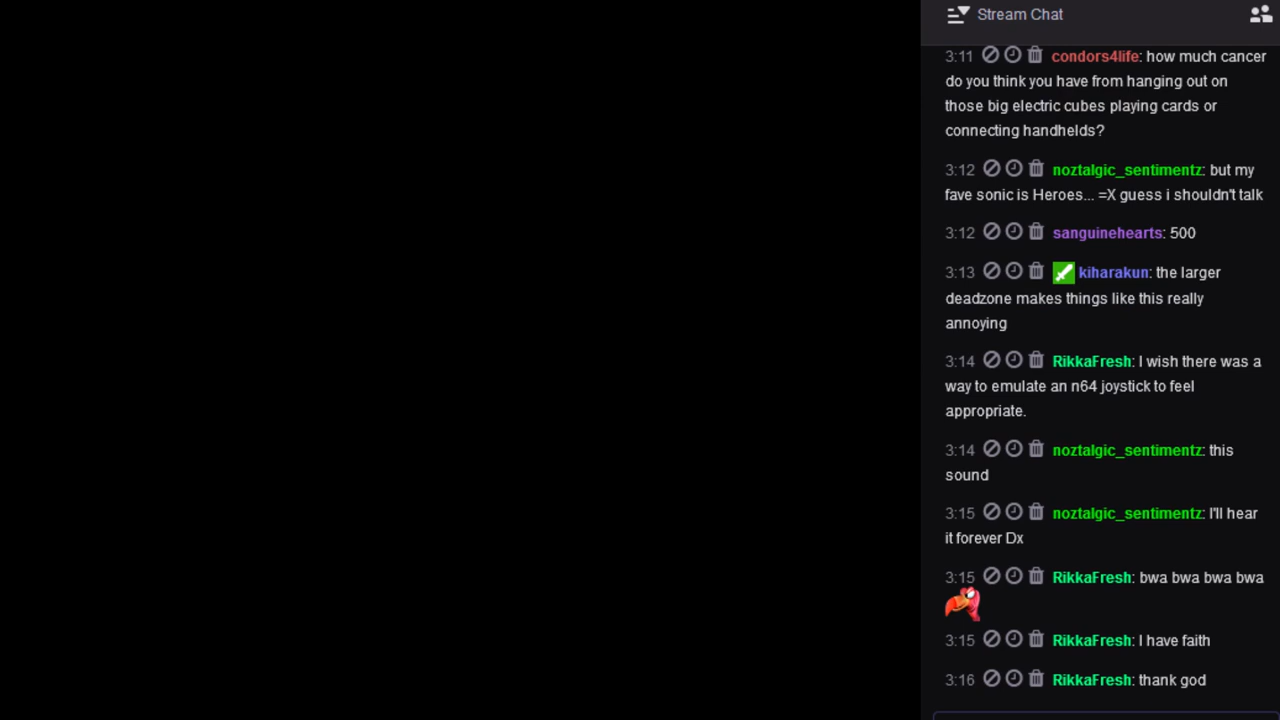 Stream Chat
3:11 condors4life: how much cancer
do you think you have from hanging out on
those big electric cubes playing cards or
connecting handhelds?
3:12 noztalgic_sentimentz: but my
fave sonic is Heroes... =X guess i shouldn't talk
3:12 sanguinehearts: 500
3:13 kiharakun: the larger
deadzone makes things like this really
annoying
3:14 RikkaFresh: I wish there was a
way to emulate an n64 joystick to feel
appropriate.
3:14 noztalgic_sentimentz: this
sound
3:15 noztalgic_sentimentz: I'll hear
it forever Dx
3:15 RikkaFresh: bwa bwa bwa bwa
3:15 RikkaFresh: I have faith
3:16 RikkaFresh: thank god